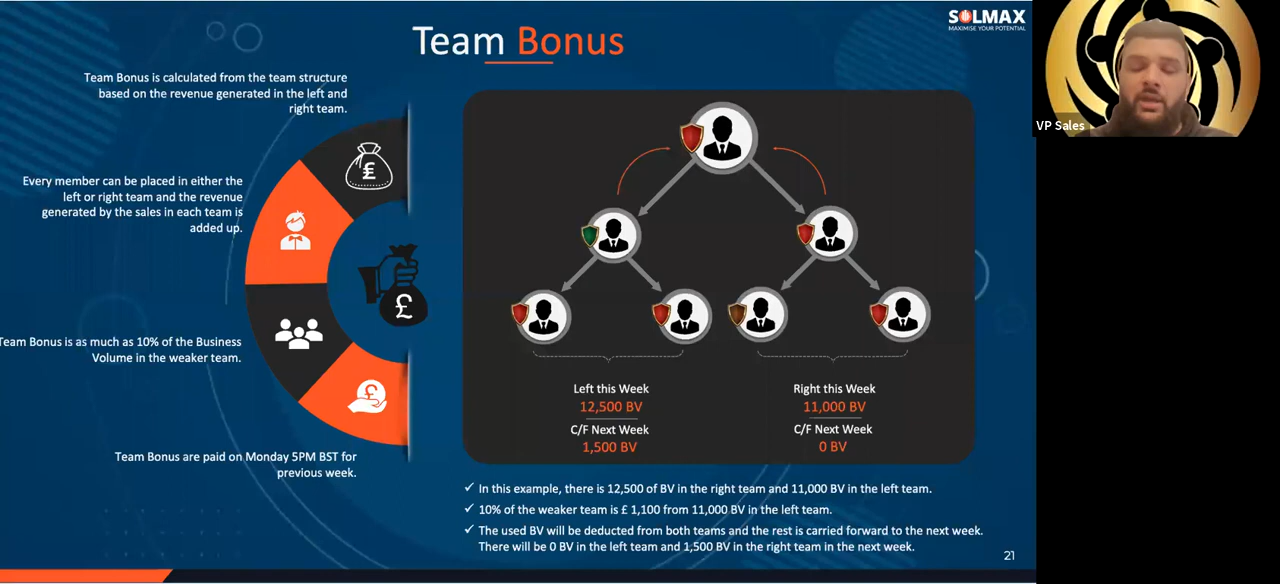 SOLMAX
MAXIMISE YOUR POTENTIAL
Team Bonus
VP Sales
Team Bonus is calculated from the team structure
based on the revenue generated in the left and
right team.
Every member can be placed in either the
left or right team and the revenue
generated by the sales in each team is
added up.
Team Bonus is as much as 10% of the Business
Volume in the weaker team.
Team Bonus are paid on Monday 5PM BST for
previous week.
£
£
£
Left this Week
12,500 BV
C/F Next Week
1,500 BV
Right this Week
11,000 BV
C/F Next Week
0 BV
✓ In this example, there is 12,500 of BV in the right team and 11,000 BV in the left team.
✓ 10% of the weaker team is £ 1,100 from 11,000 BV in the left team.
✓ The used BV will be deducted from both teams and the rest is carried forward to the next week.
There will be 0 BV in the left team and 1,500 BV in the right team in the next week.
21